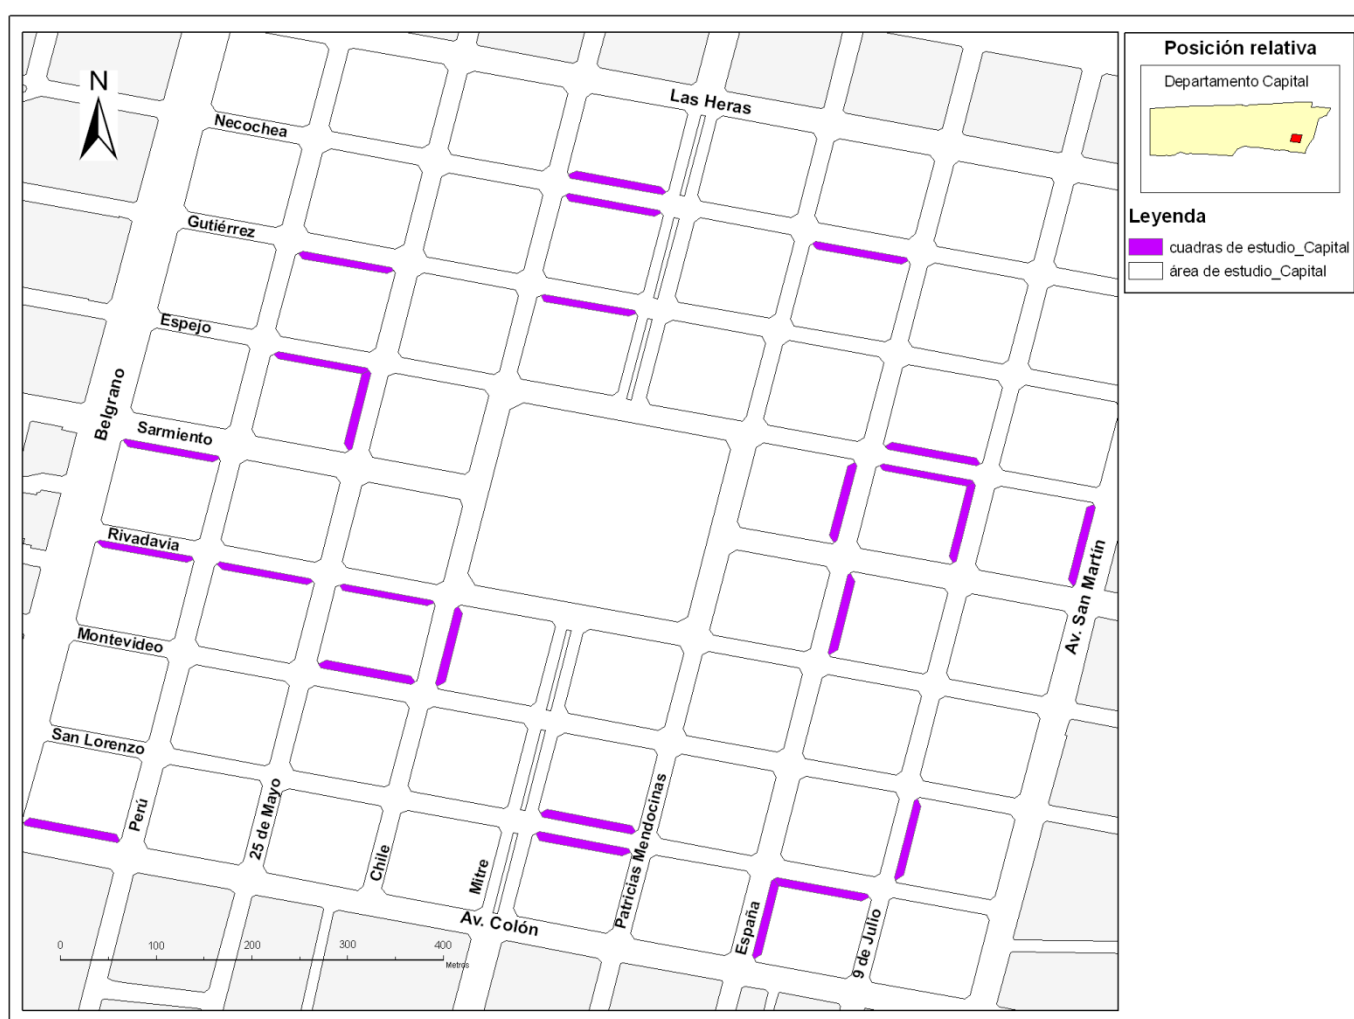 N
Las Heras
Necochea
Gutiérrez
Espejo
Belgrano
Sarmiento
Rivadavia
Montevideo
San Lorenzo
Perú
25 de Mayo
Chile
Mitre
Av. Colón
Patricias Mendocinas
España
9 de Julio
Av. San Martín
0 100 200 300 400
Metros
Posición relativa
Departamento Capital
Leyenda
cuadras de estudio_Capital
área de estudio_Capital